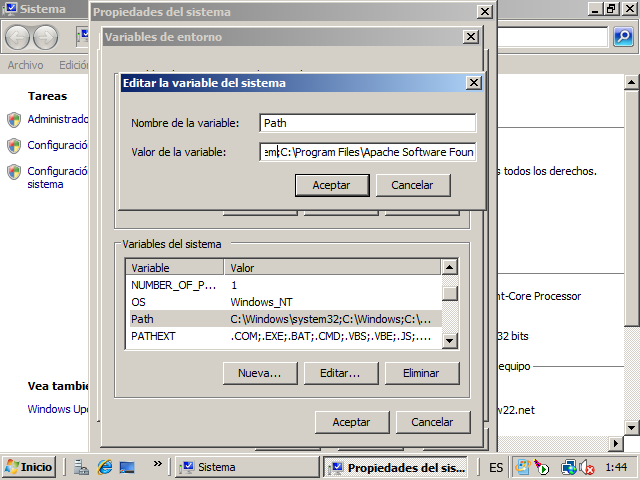 Sistema
Propiedades del sistema
Variables de entorno
Archivo Edición
Editar la variable del sistema
Nombre de la variable: Path
Valor de la variable: em;C:\Program Files\Apache Software Foun
Aceptar Cancelar
Tareas
Administrado
Configuració
Configuració
sistema
s todos los derechos.
Variables del sistema
Variable Valor
NUMBER_OF_P... 1
OS Windows_NT
Path C:\Windows\system32;C:\Windows;C:\...
PATHEXT .COM;.EXE;.BAT;.CMD;.VBS;.VBE;.JS;....
Nueva... Editar... Eliminar
Aceptar Cancelar
nt-Core Processor
32 bits
equipo
w22.net
Vea tambié
Windows Up
Inicio » Sistema Propiedades del sis... ES 1:44